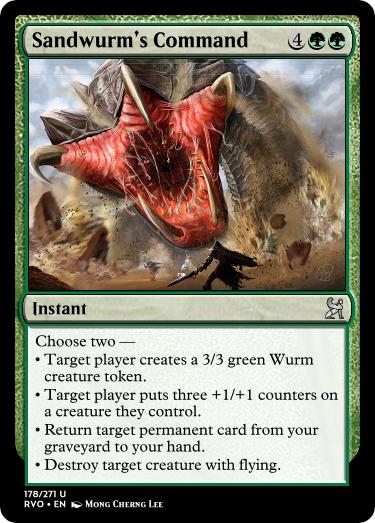 Sandwurm's Command 4
Instant
Choose two —
• Target player creates a 3/3 green Wurm
creature token.
• Target player puts three +1/+1 counters on
a creature they control.
• Return target permanent card from your
graveyard to your hand.
• Destroy target creature with flying.
178/271 U
RVO • EN Mong Cherng Lee